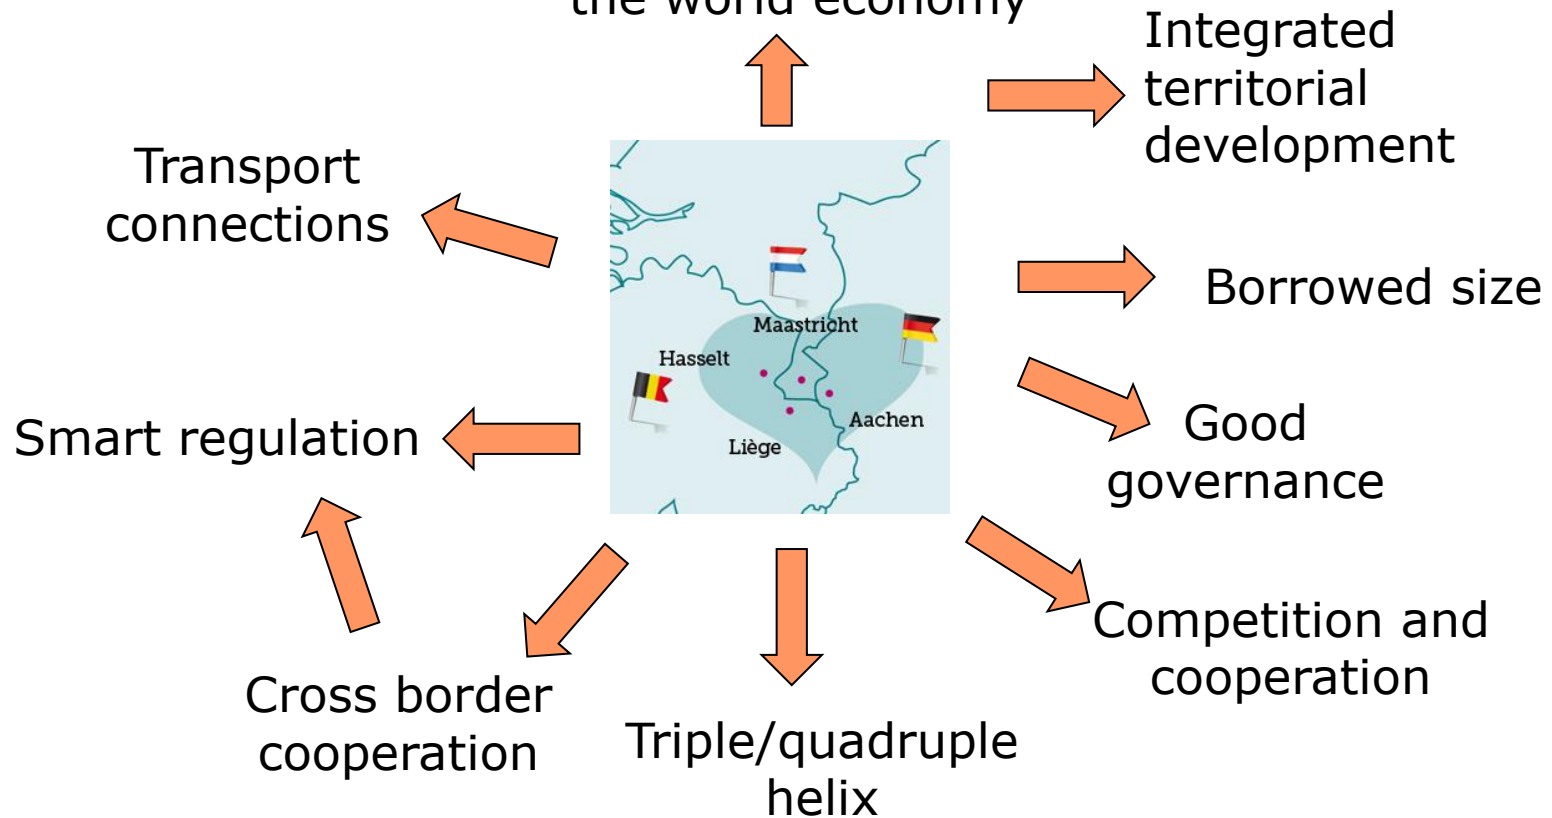 the world economy
Integrated
territorial
development
Transport
connections
Borrowed size
Maastricht
Hasselt
Aachen
Liège
Smart regulation
Good
governance
Competition and
cooperation
Cross border
cooperation
Triple/quadruple
helix